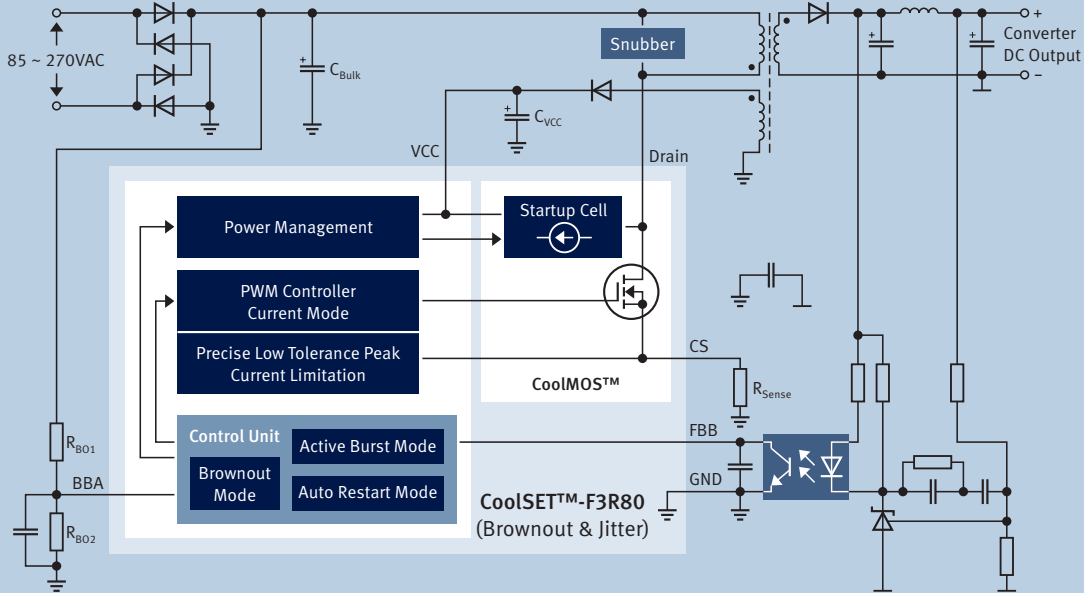 85 ~ 270VAC
+
C_Bulk
Snubber
+
+
+
Converter
DC Output
−
+
C_VCC
VCC
Drain
Power Management
Startup Cell
PWM Controller
Current Mode
Precise Low Tolerance Peak
Current Limitation
CoolMOS™
CS
R_Sense
Control Unit
Active Burst Mode
Brownout
Mode
Auto Restart Mode
FBB
GND
R_BO1
BBA
R_BO2
CoolSET™-F3R80
(Brownout & Jitter)